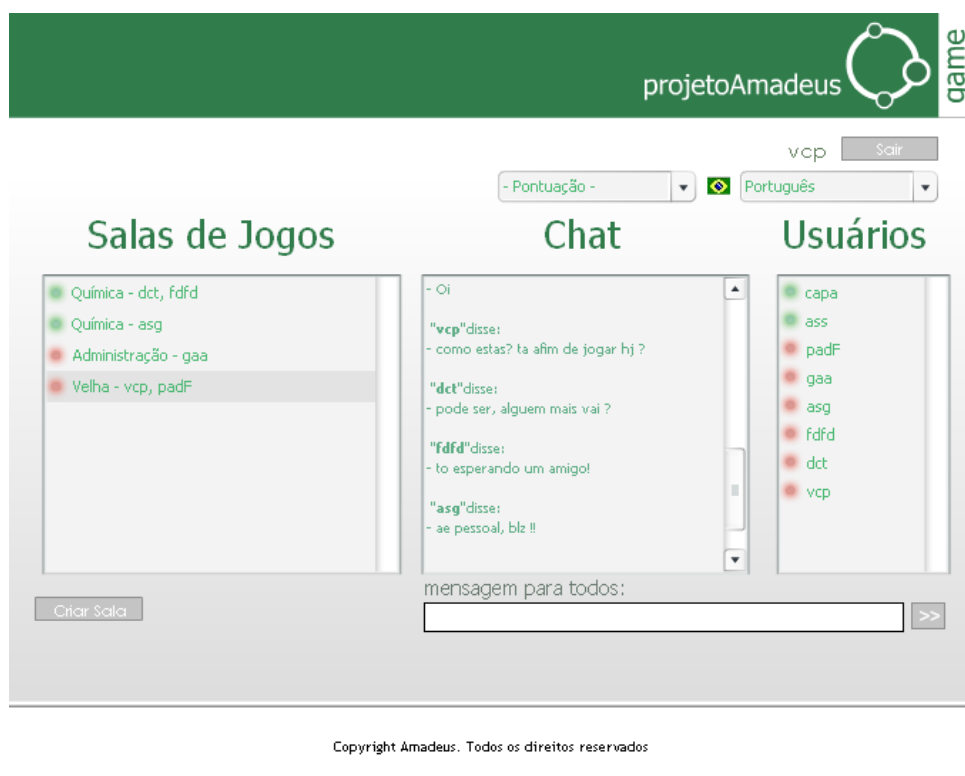 projetoAmadeus
game
vcp
Sair
- Pontuação -
Português
Salas de Jogos
Química - dct, fdfd
Química - asg
Administração - gaa
Velha - vcp, padF
Criar Sala
Chat
- Oi
"vcp"disse:
- como estas? ta afim de jogar hj ?
"dct"disse:
- pode ser, alguem mais vai ?
"fdfd"disse:
- to esperando um amigo!
"asg"disse:
- ae pessoal, blz !!
mensagem para todos:
>>
Usuários
capa
ass
padF
gaa
asg
fdfd
dct
vcp
Copyright Amadeus. Todos os direitos reservados